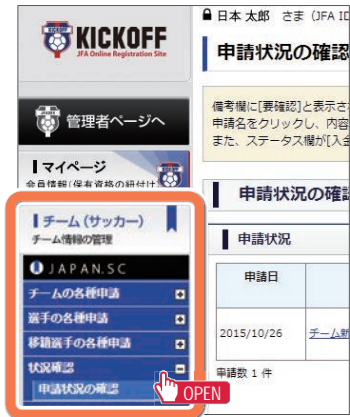 KICKOFF
JFA Online Registration Site
管理者ページへ
マイページ
会員情報(保有資格の紐付け
チーム (サッカー)
チーム情報の管理
JAPAN.SC
チームの各種申請
選手の各種申請
移籍選手の各種申請
状況確認
申請状況の確認
OPEN
日本 太郎 さま (JFA ID
申請状況の確認
備考欄に[要確認]と表示さ
申請名をクリックし、内容
また、ステータス欄が[入金
申請状況の確認
申請状況
申請日
2015/10/26
チーム新
申請数 1 件